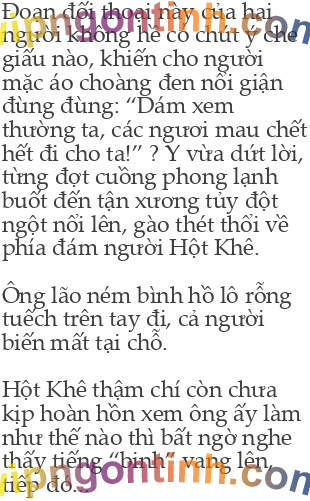 Đoạn đối thoại này của hai
người không hề có chút ý che
giấu nào, khiến cho người
mặc áo choàng đen nổi giận
đùng đùng: “Dám xem
thường ta, các ngươi mau chết
hết đi cho ta!” ? Y vừa dứt lời,
từng đợt cuồng phong lạnh
buốt đến tận xương tủy đột
ngột nổi lên, gào thét thổi về
phía đám người Hột Khê.
Ông lão ném bình hồ lô rỗng
tuếch trên tay đi, cả người
biến mất tại chỗ.
Hột Khê thậm chí còn chưa
kịp hoàn hồn xem ông ấy làm
như thế nào thì bất ngờ nghe
thấy tiếng “binh” vang lên,
tiếp đó...
vipngontinh.com
vipngontinh.com